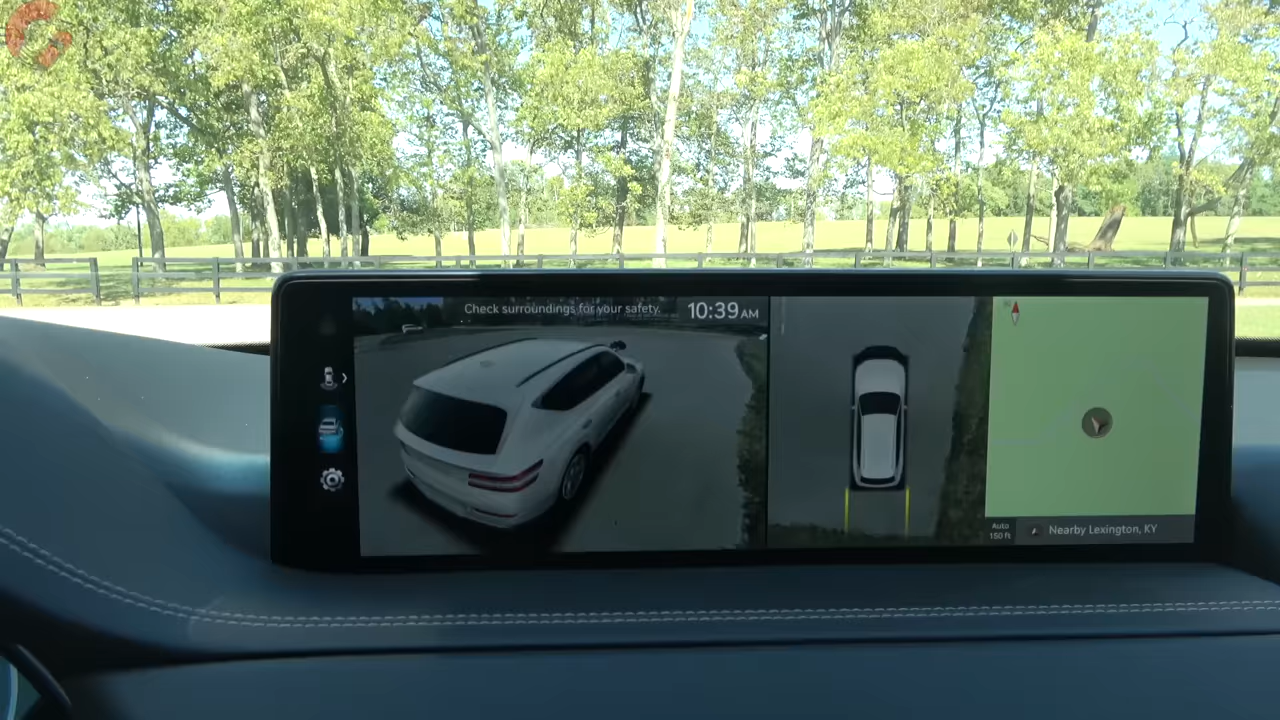 Check surroundings for your safety.
10:39 AM
Auto
150 ft
Nearby Lexington, KY